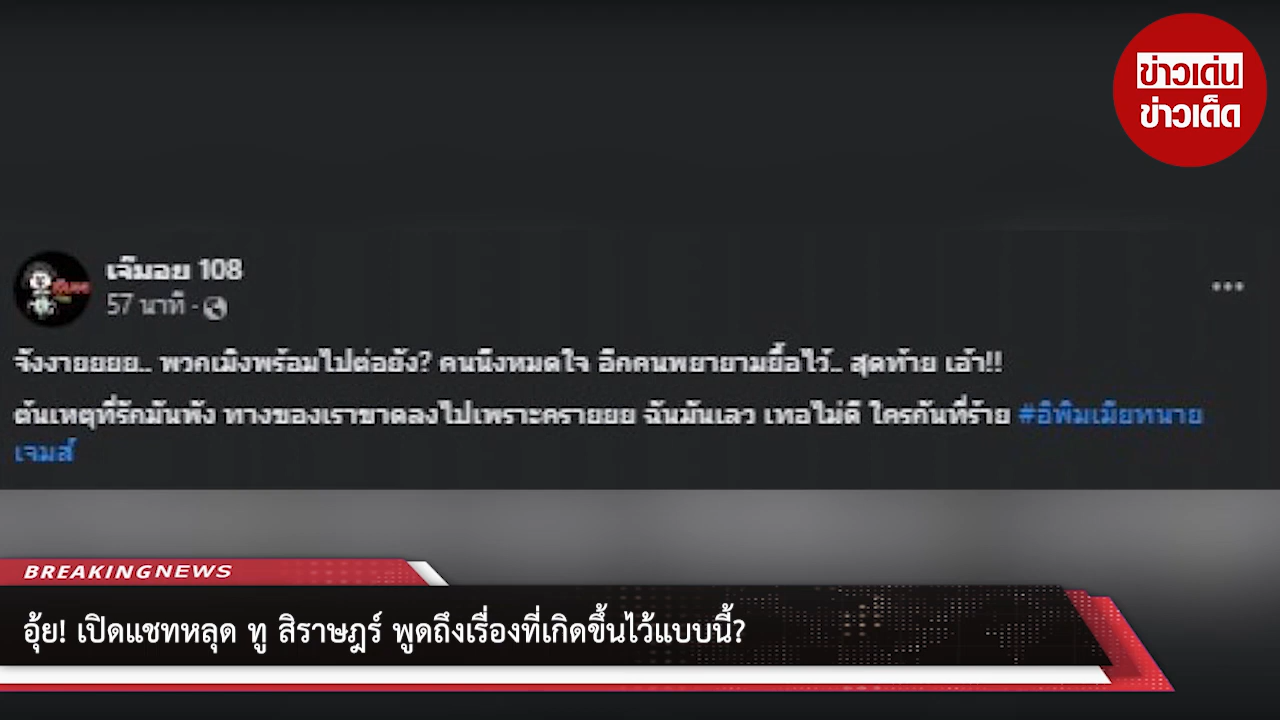 ข่าวเด่น
ข่าวเด็ด
เจ๊มอย 108
57 นาที ·
จังงายยยย.. พวกเมิงพร้อมไปต่อยัง? คนนึงหมดใจ อีกคนพยายามยื้อไว้.. สุดท้าย เอ้า!!
ต้นเหตุที่รักมันพัง ทางของเราขาดลงไปเพราะครายยย ฉันมันเลว เทอไม่ดี ใครกันที่ร้าย #อิพิมเมียทนาย
เจมส์
BREAKINGNEWS
อุ้ย! เปิดแชทหลุด ทู สิราษฎร์ พูดถึงเรื่องที่เกิดขึ้นไว้แบบนี้?